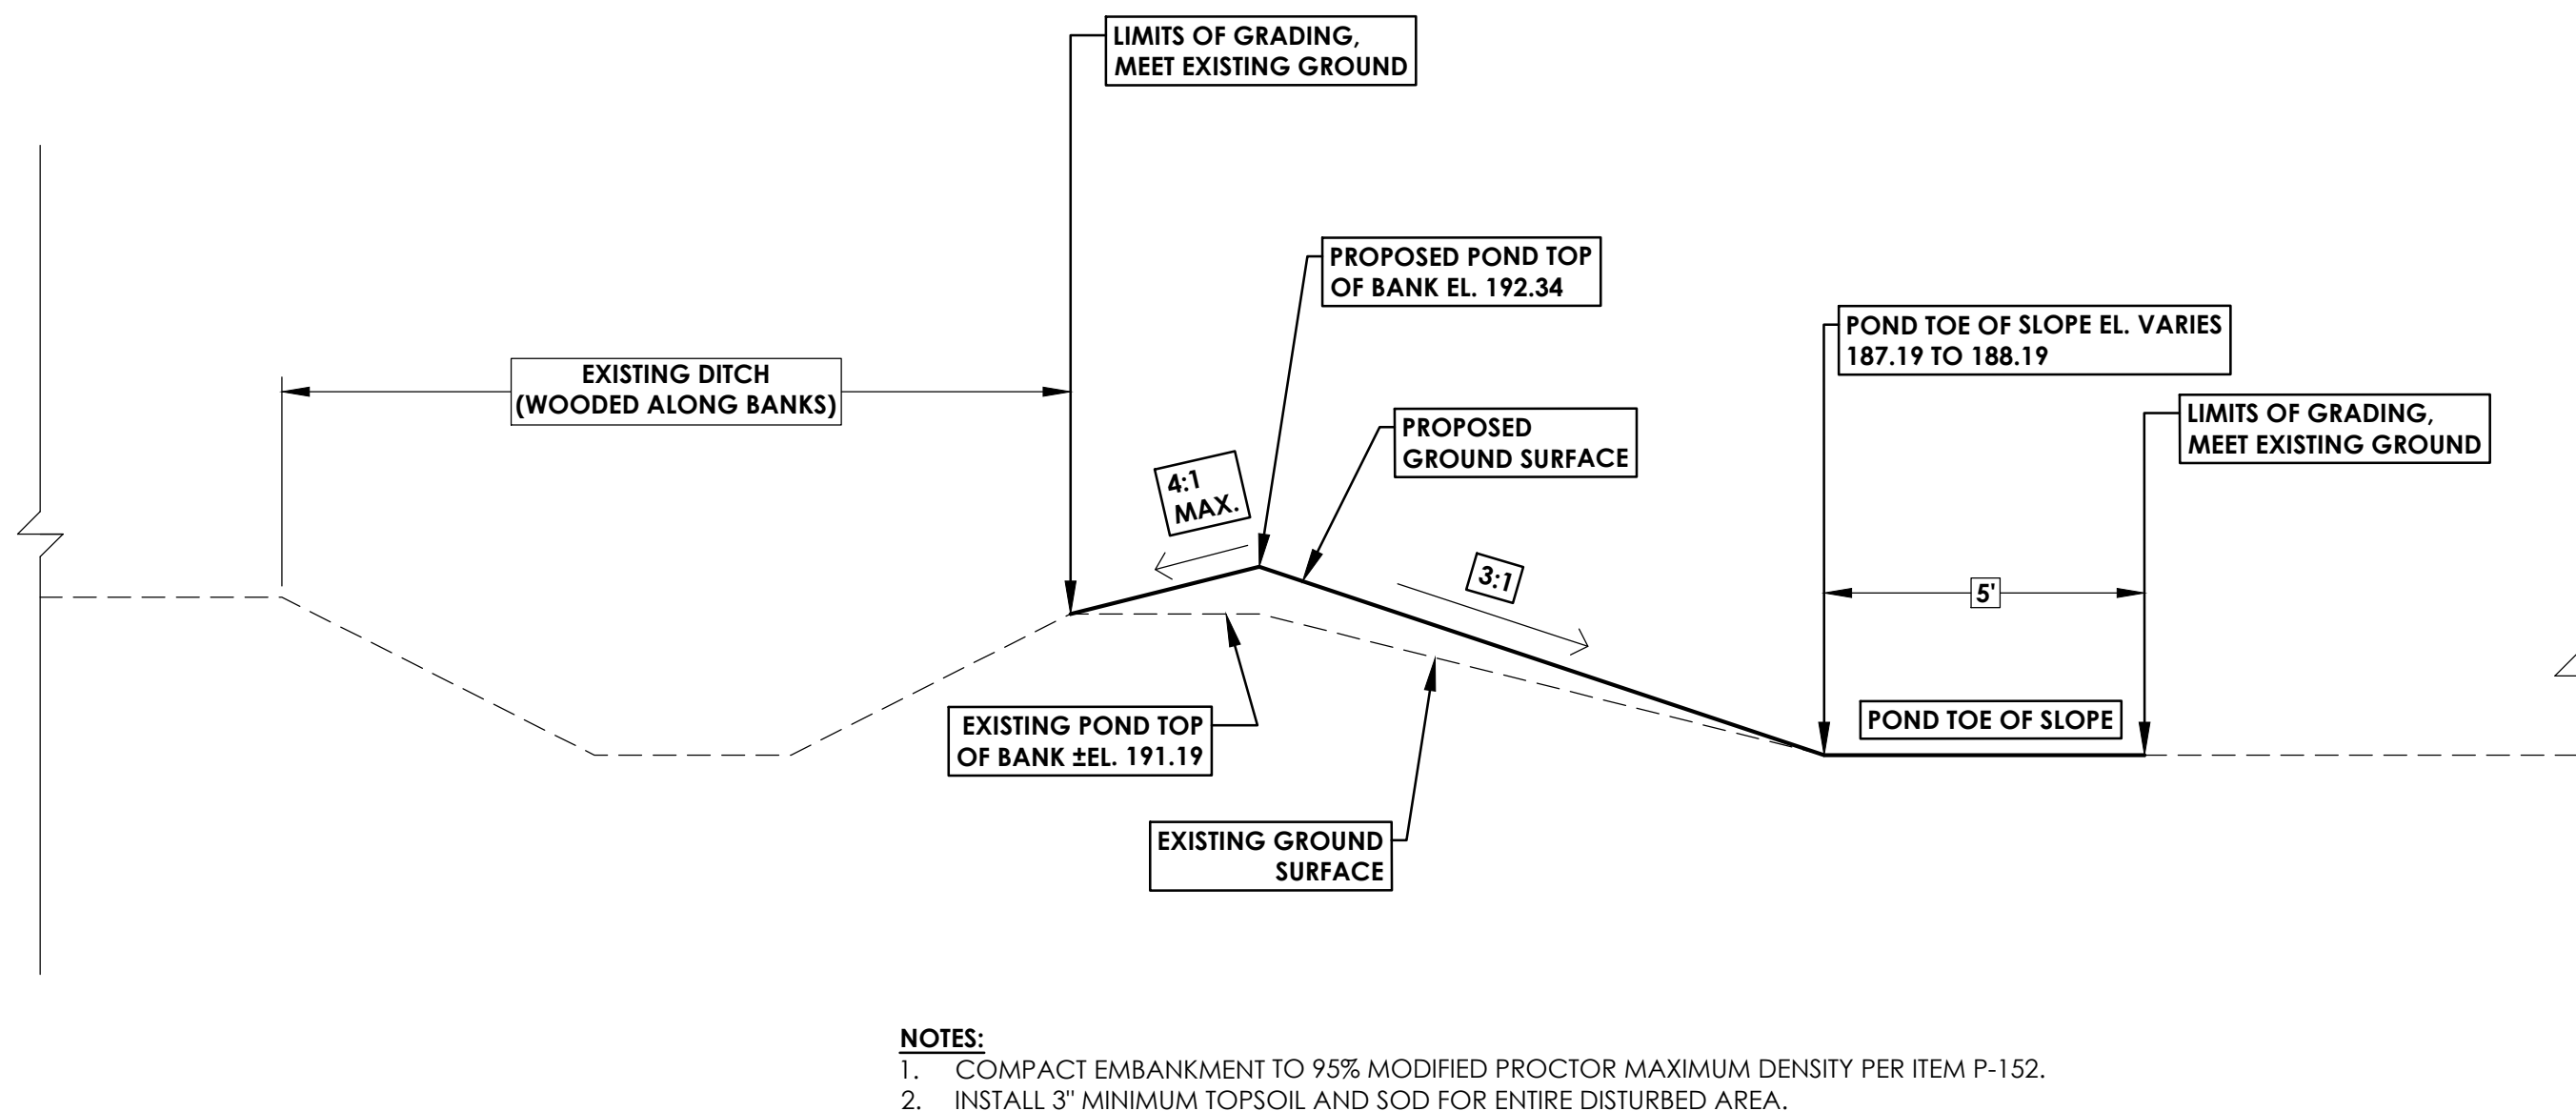 LIMITS OF GRADING,
MEET EXISTING GROUND
PROPOSED POND TOP
OF BANK EL. 192.34
POND TOE OF SLOPE EL. VARIES
187.19 TO 188.19
EXISTING DITCH
(WOODED ALONG BANKS)
LIMITS OF GRADING,
MEET EXISTING GROUND
PROPOSED
GROUND SURFACE
4:1
MAX.
3:1
5'
POND TOE OF SLOPE
EXISTING POND TOP
OF BANK ±EL. 191.19
EXISTING GROUND
SURFACE
NOTES:
1. COMPACT EMBANKMENT TO 95% MODIFIED PROCTOR MAXIMUM DENSITY PER ITEM P-152.
2. INSTALL 3" MINIMUM TOPSOIL AND SOD FOR ENTIRE DISTURBED AREA.